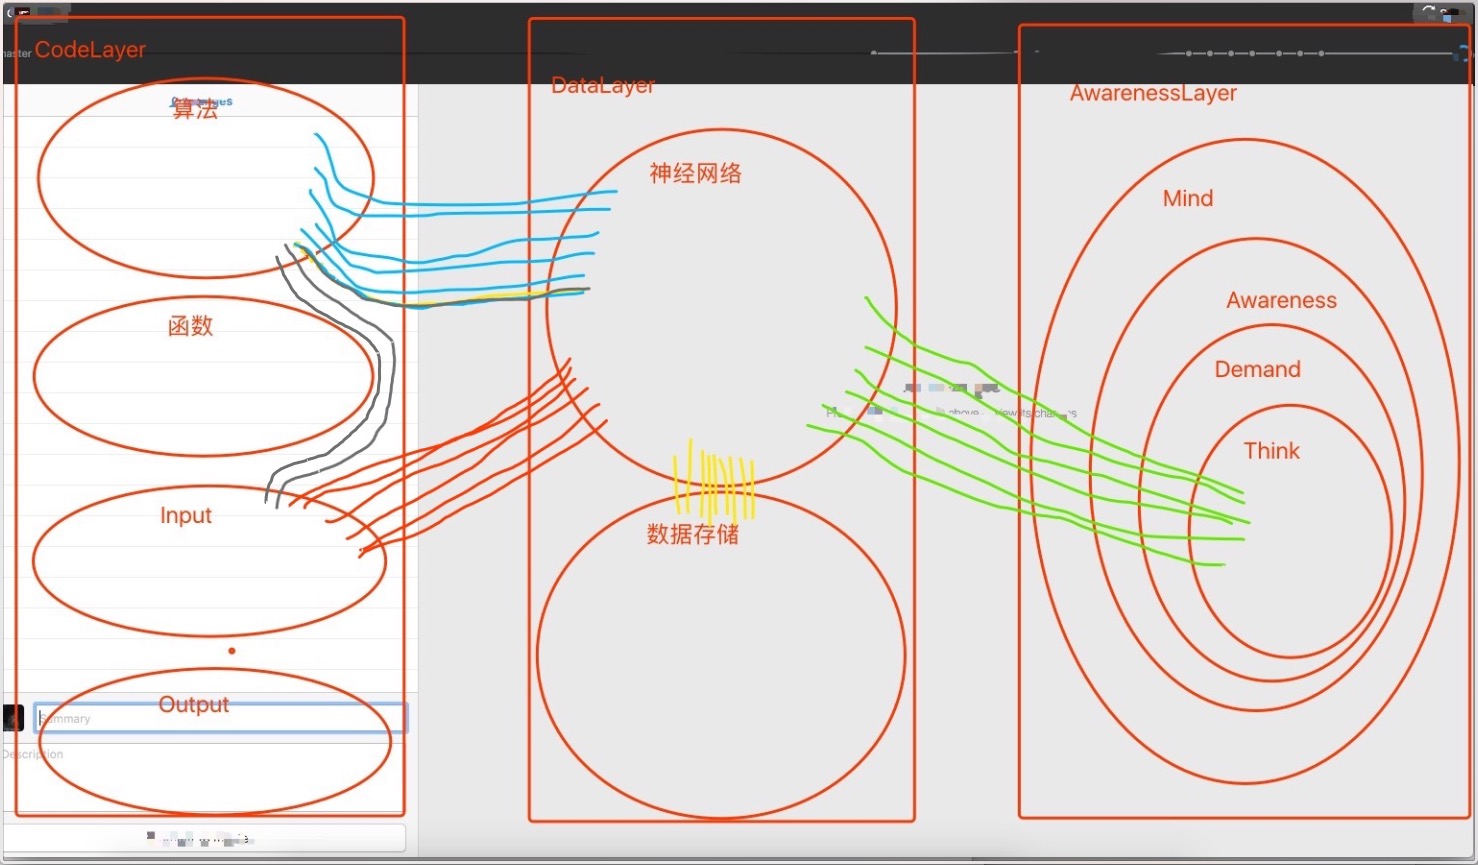 CodeLayer
算法
函数
Input
Output
Summary
Description
DataLayer
神经网络
数据存储
above
AwarenessLayer
Mind
Awareness
Demand
Think